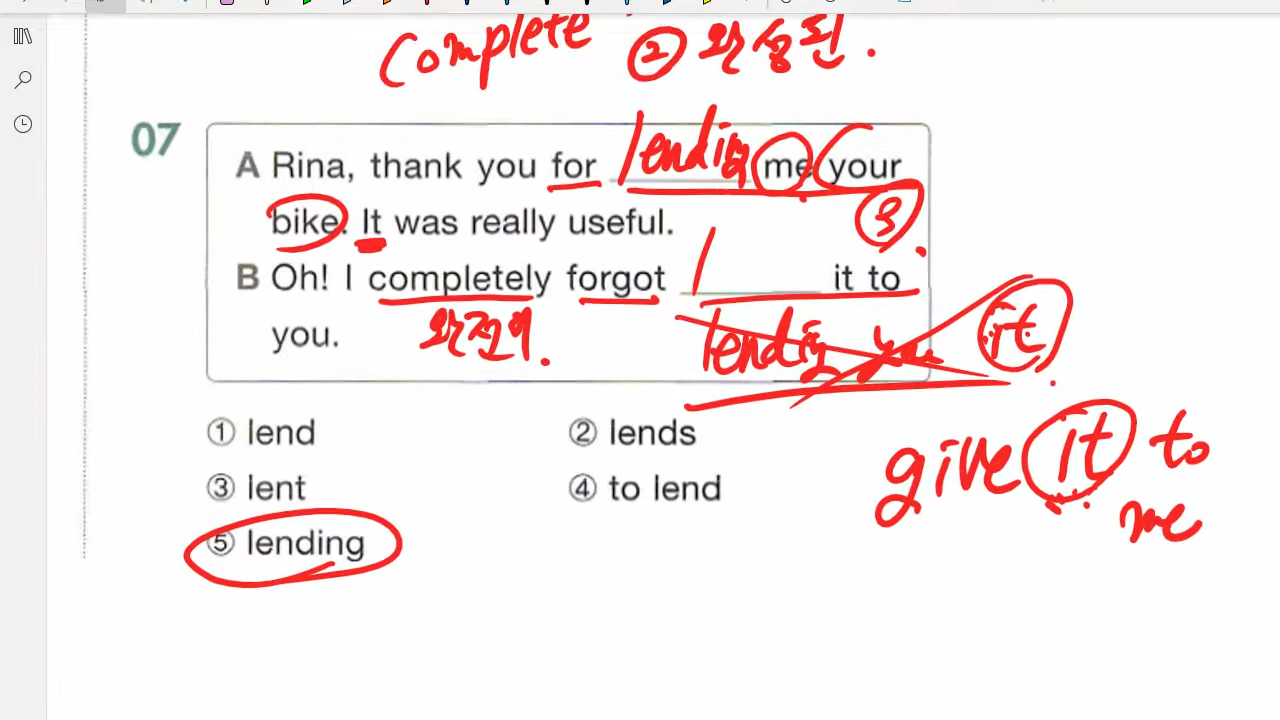 complete ② 완성된.
07
A Rina, thank you for lending me your ③
bike. It was really useful.
B Oh! I completely forgot l it to
you. 완전히. lending you it
① lend ② lends
③ lent ④ to lend
⑤ lending
give it to
me